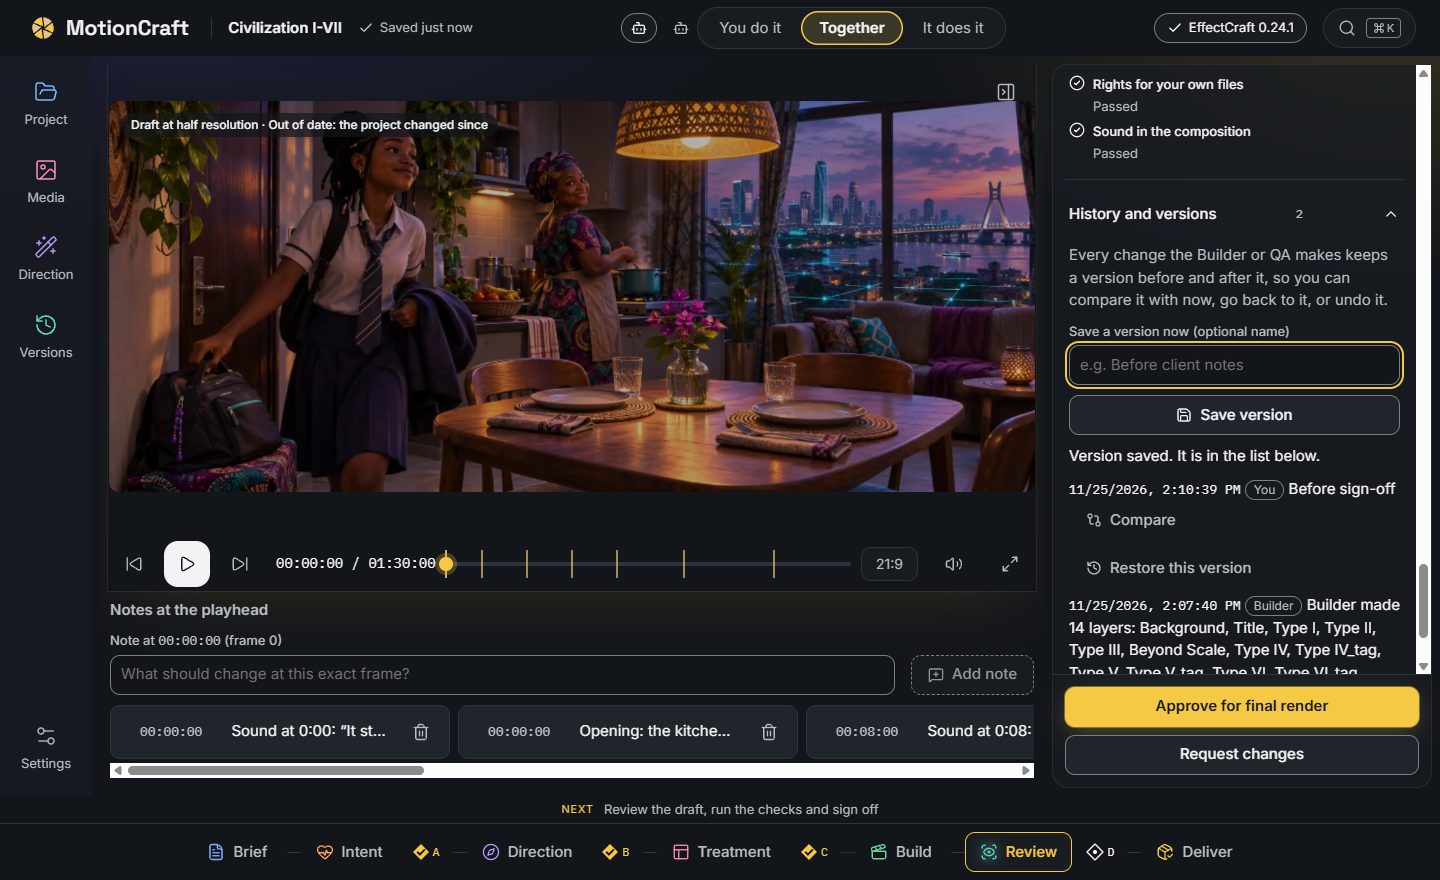 MotionCraft
Civilization I-VII
Saved just now
You do it
Together
It does it
EffectCraft 0.24.1
⌘K
Project
Media
Direction
Versions
Settings
Draft at half resolution · Out of date: the project changed since
00:00:00 / 01:30:00
21:9
Notes at the playhead
Note at 00:00:00 (frame 0)
What should change at this exact frame?
Add note
00:00:00 Sound at 0:00: “It st...
00:00:00 Opening: the kitche...
00:08:00 Sound at 0:08:
Rights for your own files
Passed
Sound in the composition
Passed
History and versions 2
Every change the Builder or QA makes keeps
a version before and after it, so you can
compare it with now, go back to it, or undo it.
Save a version now (optional name)
e.g. Before client notes
Save version
Version saved. It is in the list below.
11/25/2026, 2:10:39 PM You Before sign-off
Compare
Restore this version
11/25/2026, 2:07:40 PM Builder Builder made
14 layers: Background, Title, Type I, Type II,
Type III, Beyond Scale, Type IV, Type IV_tag,
Type V, Type V_tag, Type VI, Type VI_tag,
Approve for final render
Request changes
NEXT Review the draft, run the checks and sign off
Brief
Intent
A
Direction
B
Treatment
C
Build
Review
D
Deliver